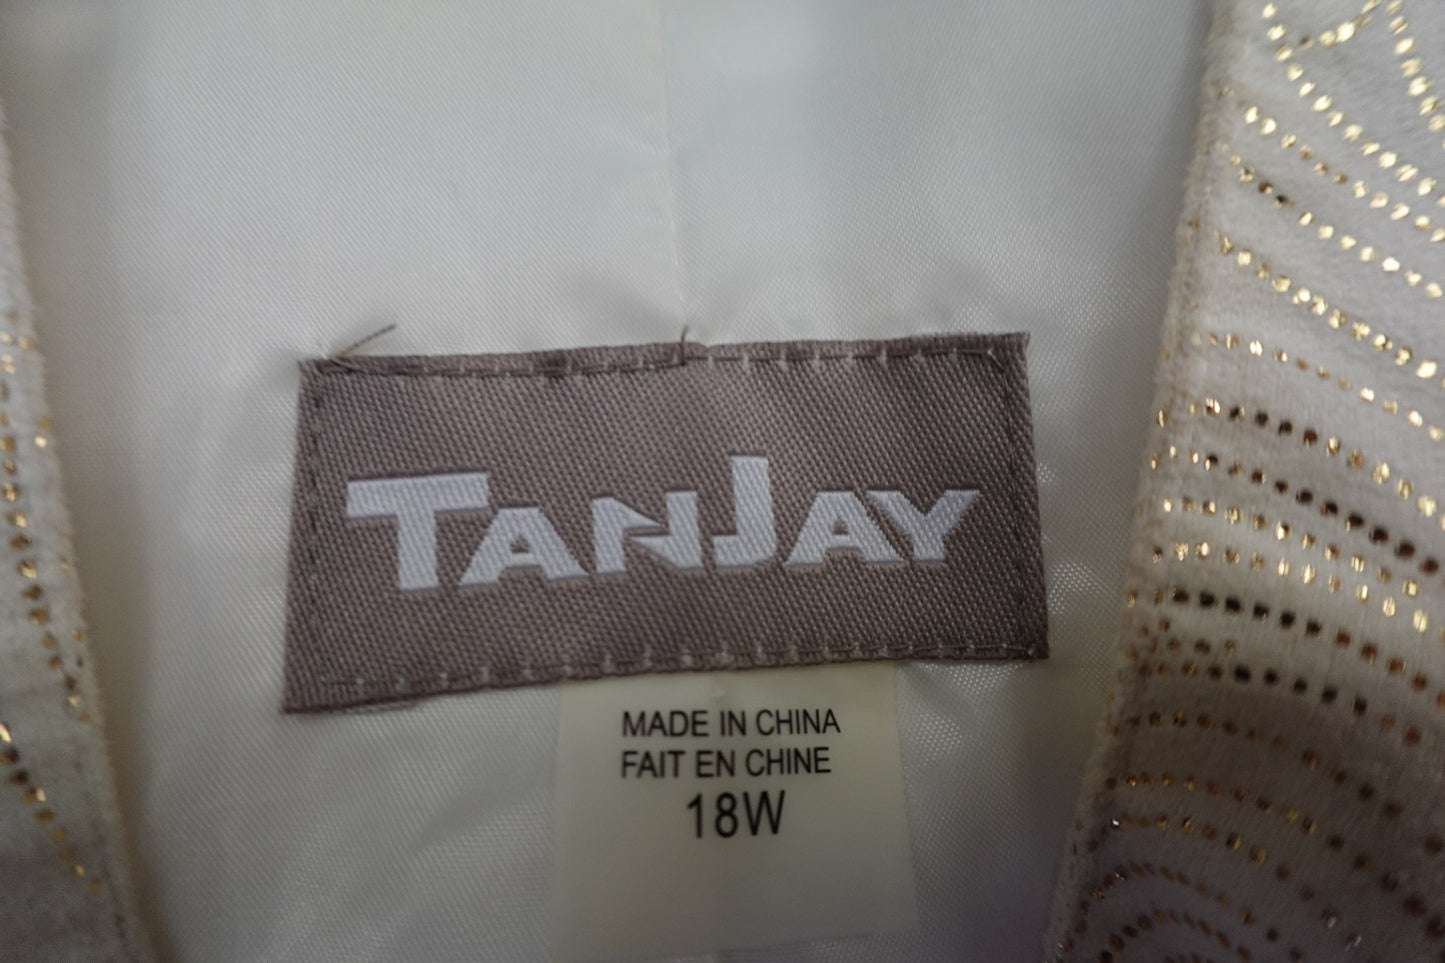 TANJAY
MADE IN CHINA
FAIT EN CHINE
18W